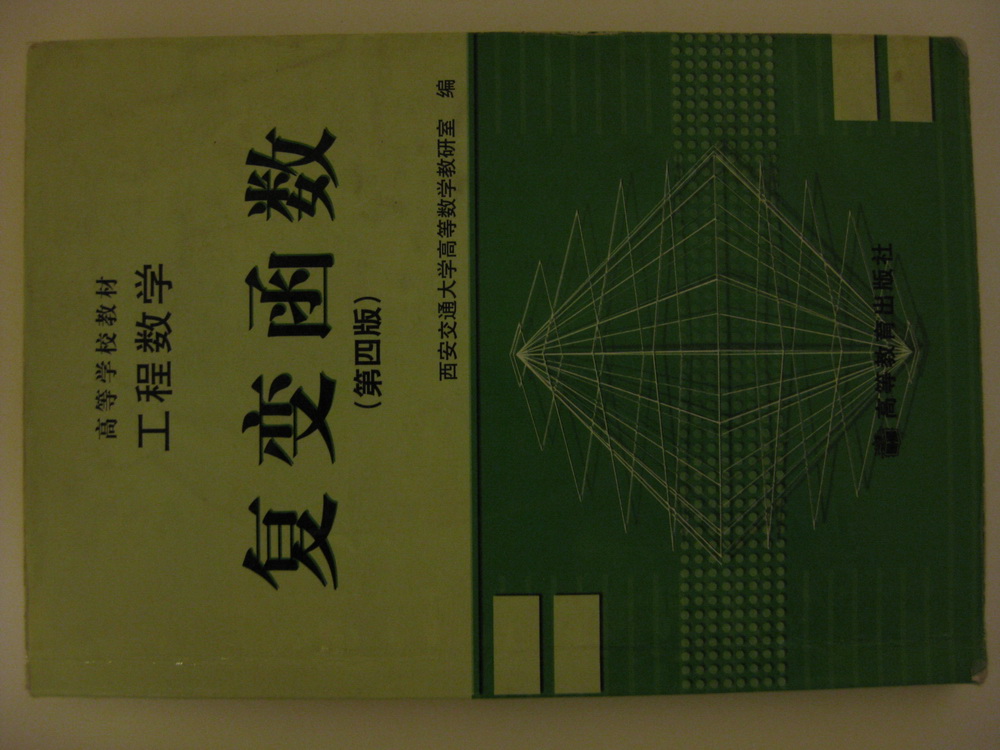 高等学校教材
工程数学
复变函数
(第四版)
西安交通大学高等数学教研室 编
高等教育出版社